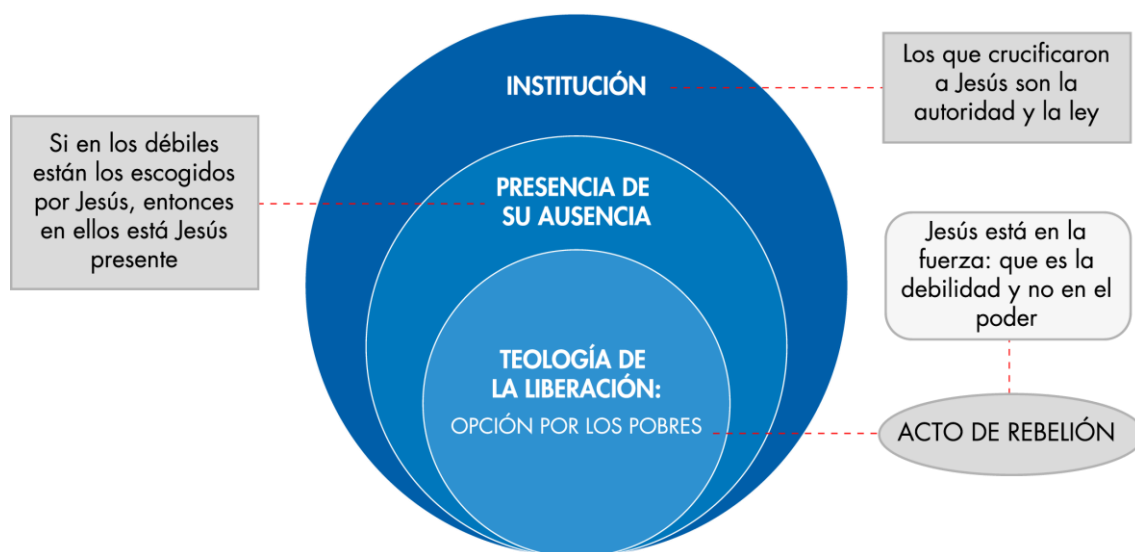 INSTITUCIÓN
Los que crucificaron
a Jesús son la
autoridad y la ley
Si en los débiles
están los escogidos
por Jesús, entonces
en ellos está Jesús
presente
PRESENCIA DE
SU AUSENCIA
Jesús está en la
fuerza: que es la
debilidad y no en el
poder
TEOLOGÍA DE
LA LIBERACIÓN:
OPCIÓN POR LOS POBRES
ACTO DE REBELIÓN